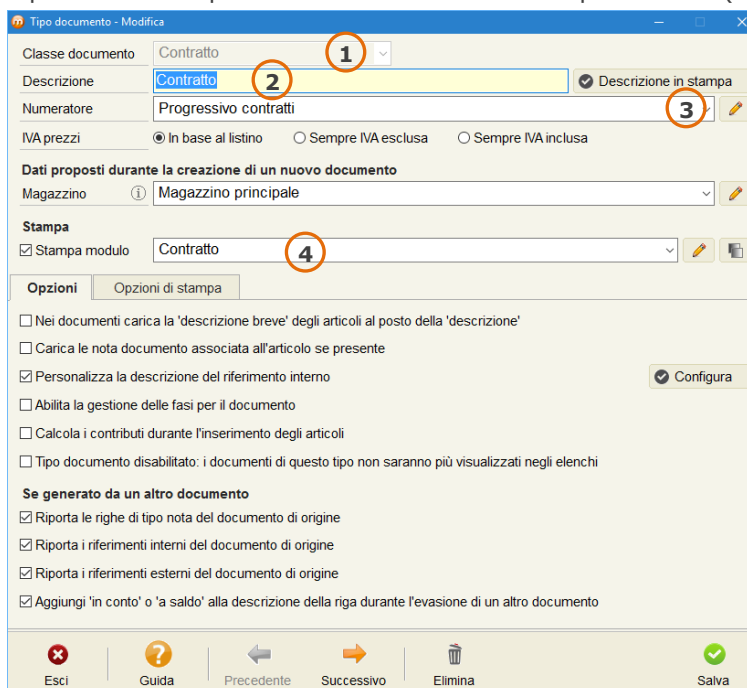 Tipo documento - Modifica
Classe documento Contratto 1
Descrizione Contratto 2 Descrizione in stampa
Numeratore Progressivo contratti 3
IVA prezzi In base al listino Sempre IVA esclusa Sempre IVA inclusa
Dati proposti durante la creazione di un nuovo documento
Magazzino i Magazzino principale
Stampa
Stampa modulo Contratto 4
Opzioni Opzioni di stampa
Nei documenti carica la 'descrizione breve' degli articoli al posto della 'descrizione'
Carica le nota documento associata all'articolo se presente
Personalizza la descrizione del riferimento interno Configura
Abilita la gestione delle fasi per il documento
Calcola i contributi durante l'inserimento degli articoli
Tipo documento disabilitato: i documenti di questo tipo non saranno più visualizzati negli elenchi
Se generato da un altro documento
Riporta le righe di tipo nota del documento di origine
Riporta i riferimenti interni del documento di origine
Riporta i riferimenti esterni del documento di origine
Aggiungi 'in conto' o 'a saldo' alla descrizione della riga durante l'evasione di un altro documento
Esci Guida Precedente Successivo Elimina Salva